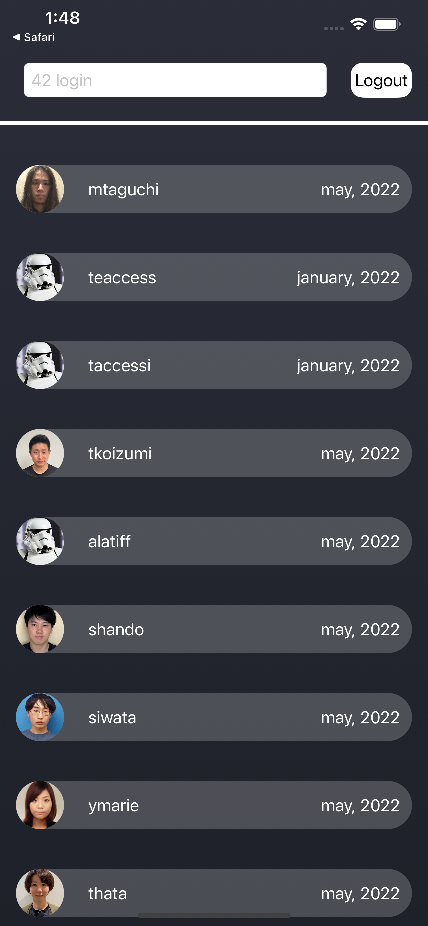 1:48
◀ Safari
42 login
Logout
mtaguchi may, 2022
teaccess january, 2022
taccessi january, 2022
tkoizumi may, 2022
alatiff may, 2022
shando may, 2022
siwata may, 2022
ymarie may, 2022
thata may, 2022